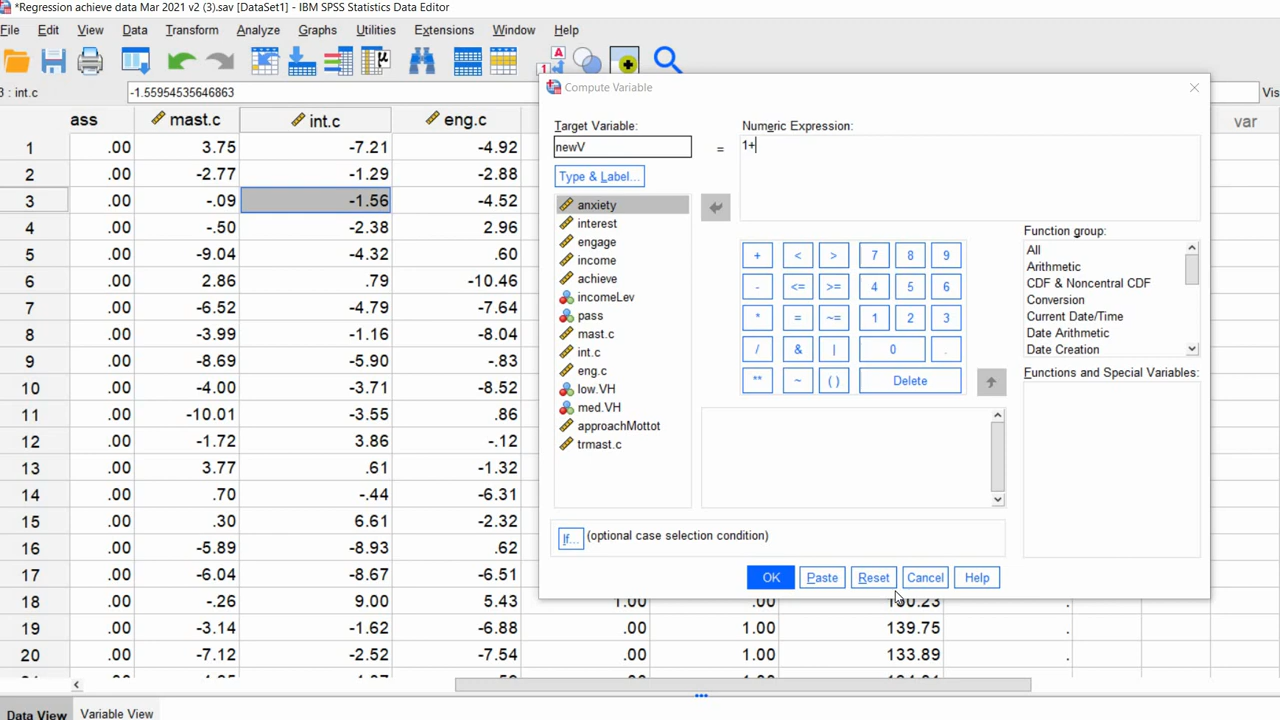 *Regression achieve data Mar 2021 v2 (3).sav [DataSet1] - IBM SPSS Statistics Data Editor
File Edit View Data Transform Analyze Graphs Utilities Extensions Window Help
: int.c -1.55954535646863 Vis
ass mast.c int.c eng.c var
1 .00 3.75 -7.21 -4.92
2 .00 -2.77 -1.29 -2.88
3 .00 -.09 -1.56 -4.52
4 .00 -.50 -2.38 2.96
5 .00 -9.04 -4.32 .60
6 .00 2.86 .79 -10.46
7 .00 -6.52 -4.79 -7.64
8 .00 -3.99 -1.16 -8.04
9 .00 -8.69 -5.90 -.83
10 .00 -4.00 -3.71 -8.52
11 .00 -10.01 -3.55 .86
12 .00 -1.72 3.86 -.12
13 .00 3.77 .61 -1.32
14 .00 .70 -.44 -6.31
15 .00 .30 6.61 -2.32
16 .00 -5.89 -8.93 .62
17 .00 -6.04 -8.67 -6.51
18 .00 -.26 9.00 5.43 1.00 .00 .
19 .00 -3.14 -1.62 -6.88 .00 1.00 139.75 .
20 .00 -7.12 -2.52 -7.54 .00 1.00 133.89 .
Data View Variable View
Compute Variable
Target Variable:
newV
=
Numeric Expression:
1+
Type & Label...
anxiety
interest
engage
income
achieve
incomeLev
pass
mast.c
int.c
eng.c
low.VH
med.VH
approachMottot
trmast.c
+ < > 7 8 9
- <= >= 4 5 6
* = ~= 1 2 3
/ & | 0 .
** ~ ( ) Delete
Function group:
All
Arithmetic
CDF & Noncentral CDF
Conversion
Current Date/Time
Date Arithmetic
Date Creation
Functions and Special Variables:
If... (optional case selection condition)
OK Paste Reset Cancel Help